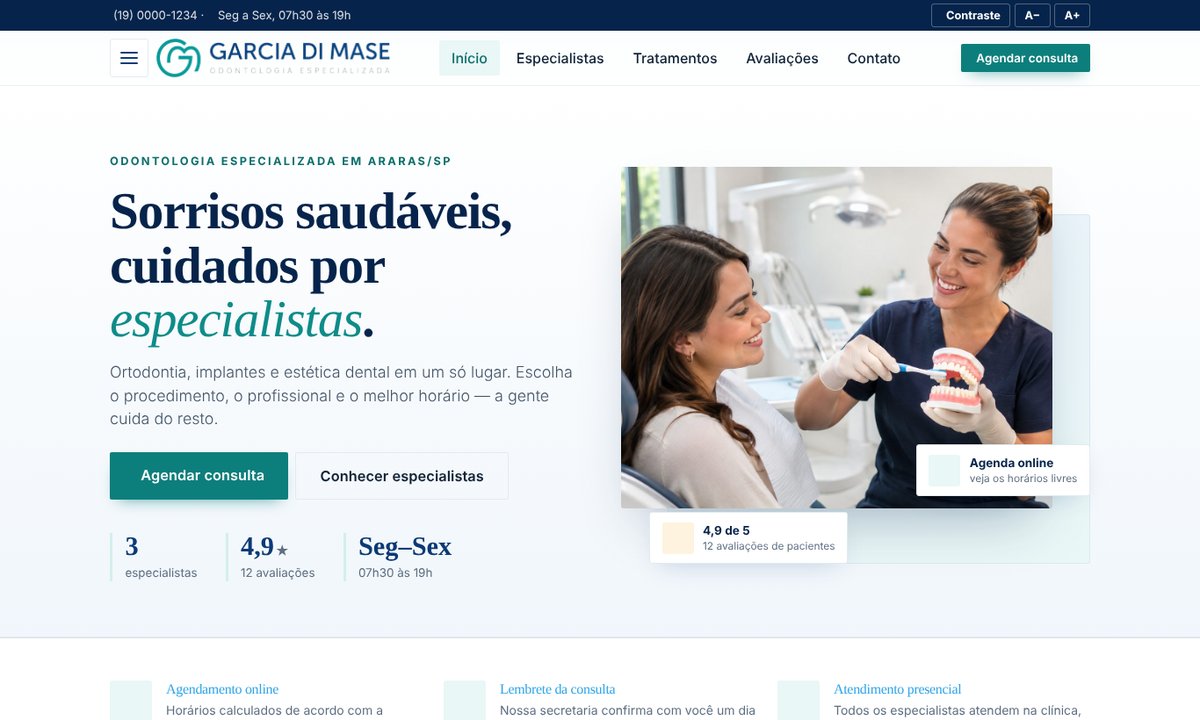 (19) 0000-1234 ·
Seg a Sex, 07h30 às 19h
Contraste
A−
A+
GARCIA DI MASE
ODONTOLOGIA ESPECIALIZADA
Início
Especialistas
Tratamentos
Avaliações
Contato
Agendar consulta
ODONTOLOGIA ESPECIALIZADA EM ARARAS/SP
Sorrisos saudáveis,
cuidados por
especialistas.
Ortodontia, implantes e estética dental em um só lugar. Escolha
o procedimento, o profissional e o melhor horário — a gente
cuida do resto.
Agendar consulta
Conhecer especialistas
3
especialistas
4,9 ★
12 avaliações
Seg–Sex
07h30 às 19h
Agenda online
veja os horários livres
4,9 de 5
12 avaliações de pacientes
Agendamento online
Horários calculados de acordo com a
Lembrete da consulta
Nossa secretaria confirma com você um dia
Atendimento presencial
Todos os especialistas atendem na clínica,